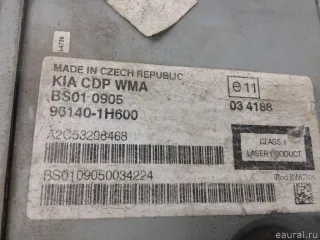 MADE IN CZECH REPUBLIC
KIA CDP WMA
BS01 0905
96140-1H600
e11
03 4188
A2C53298468
CLASS 1
LASER PRODUCT
BS0109050034224
eaural.ru